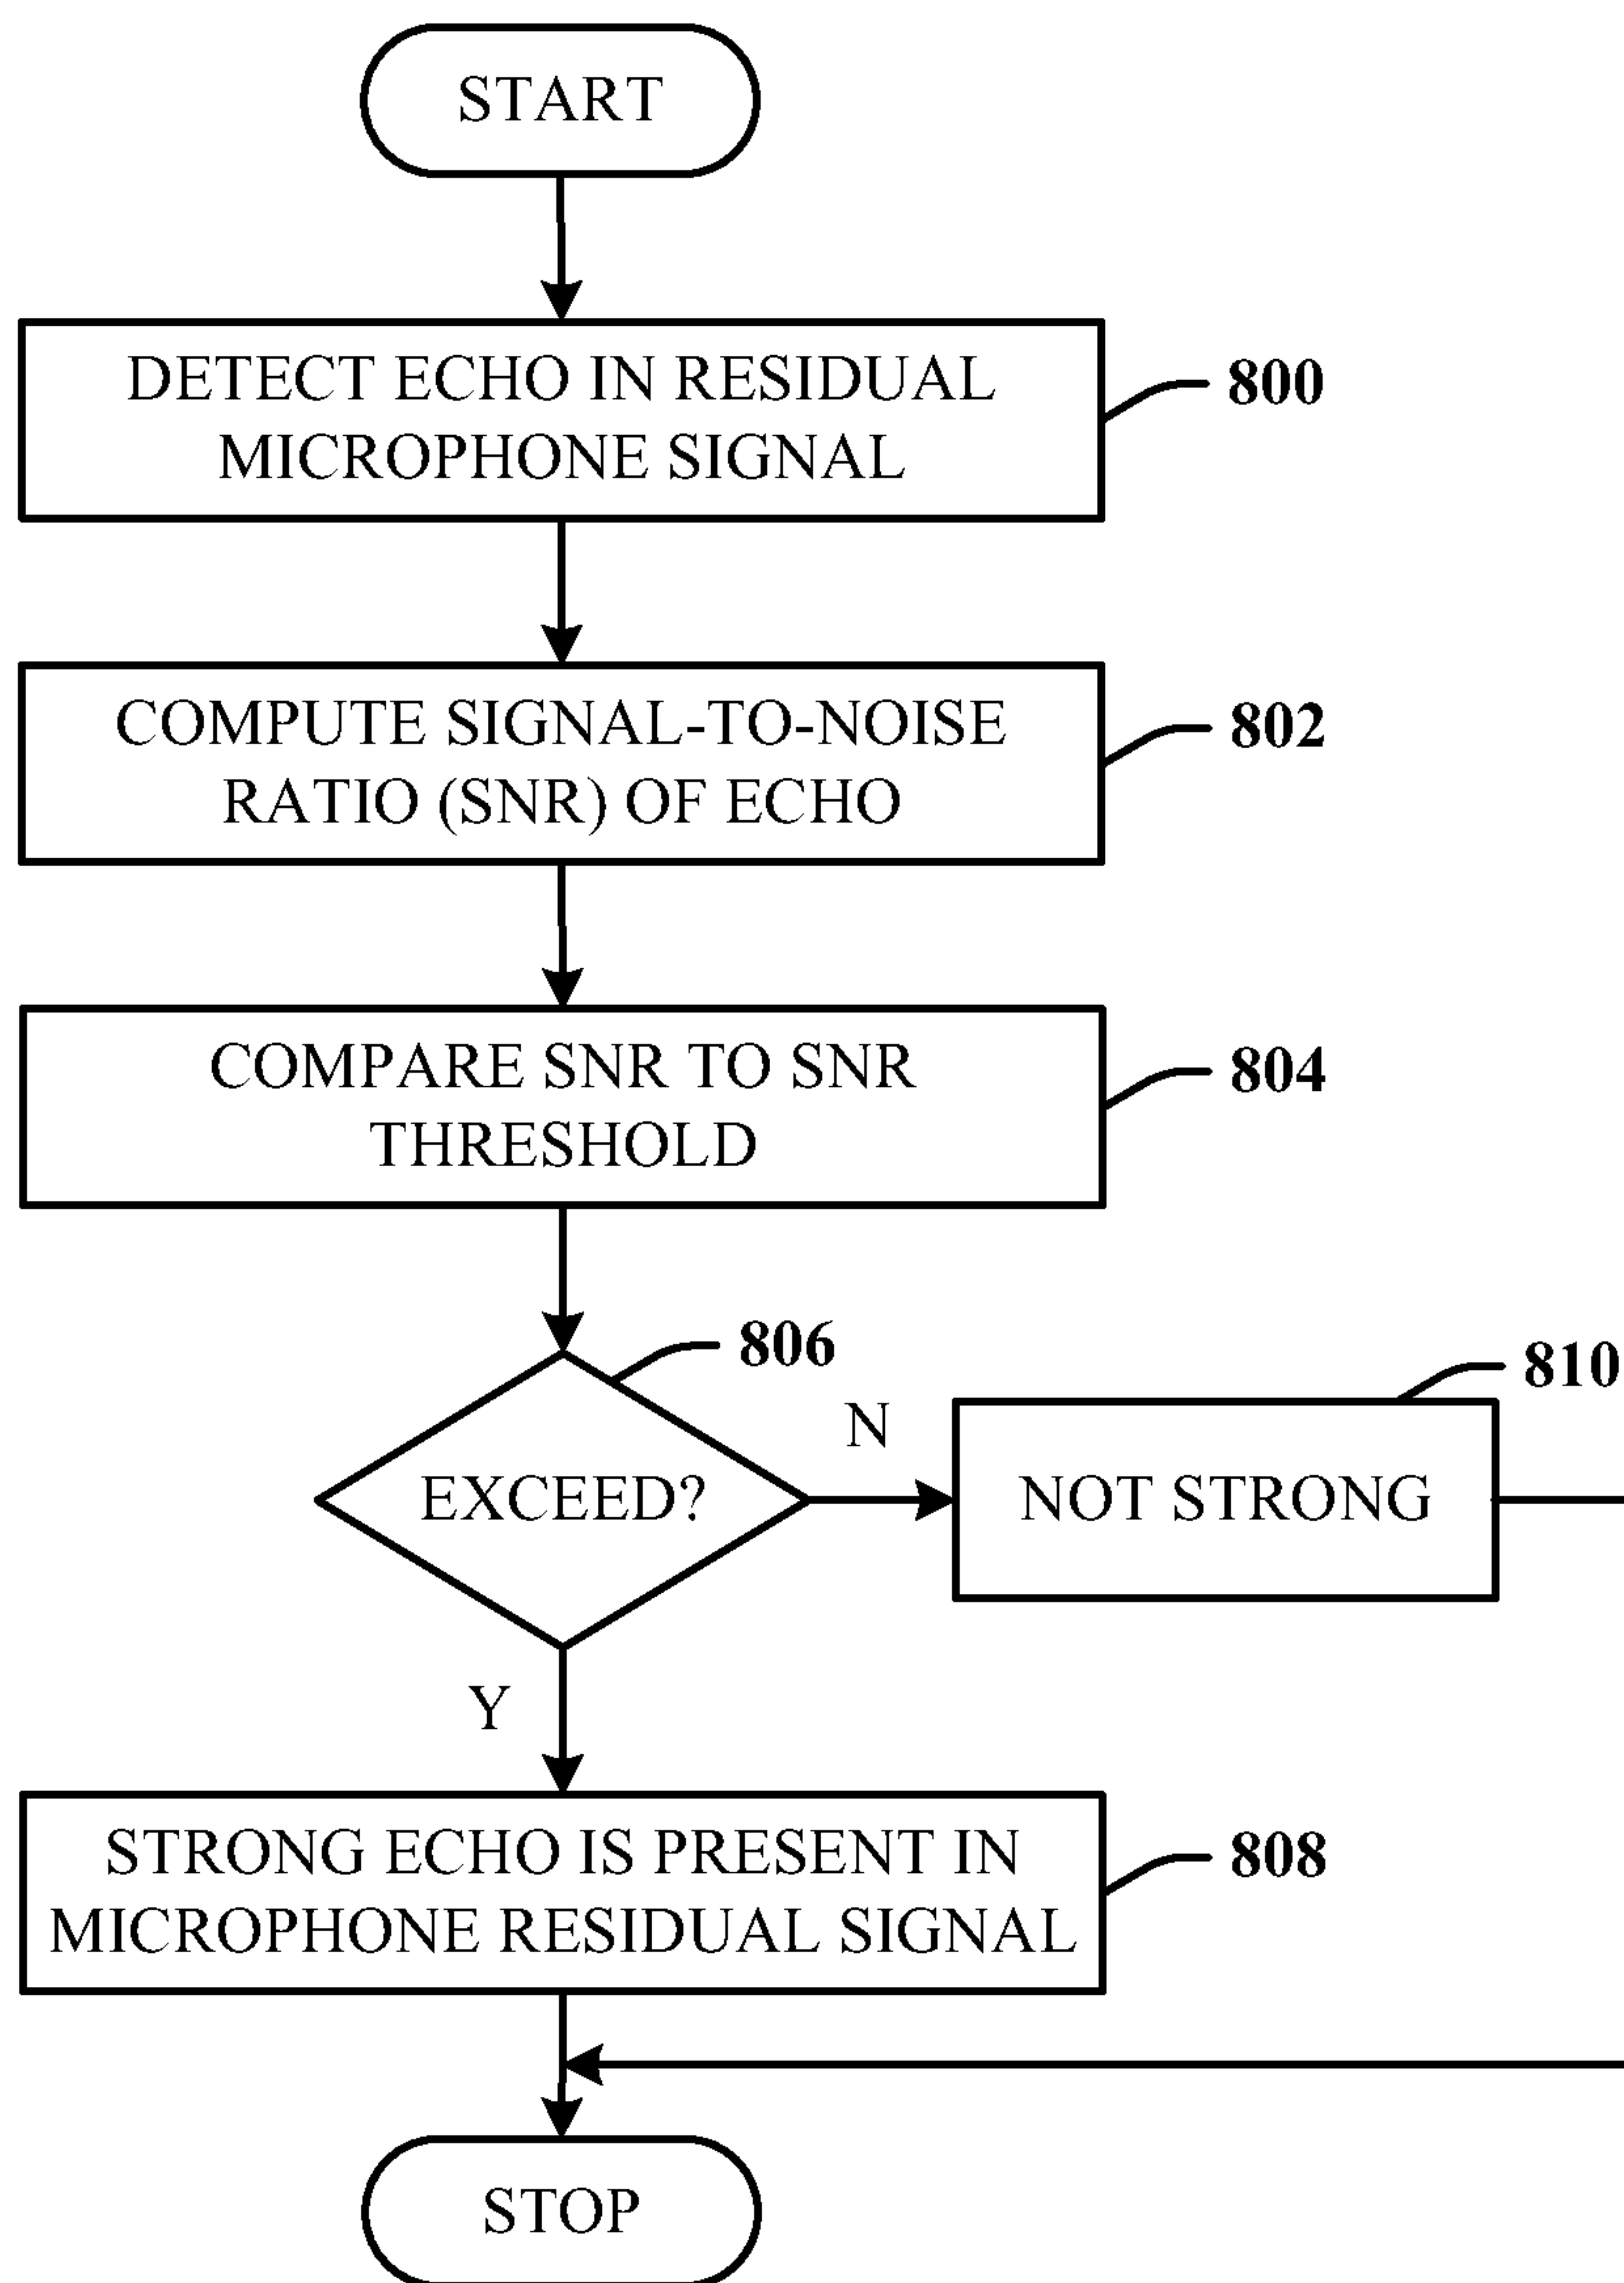 START
DETECT ECHO IN RESIDUAL
MICROPHONE SIGNAL
800
COMPUTE SIGNAL-TO-NOISE
RATIO (SNR) OF ECHO
802
COMPARE SNR TO SNR
THRESHOLD
804
806
EXCEED?
N
810
NOT STRONG
Y
STRONG ECHO IS PRESENT IN
MICROPHONE RESIDUAL SIGNAL
808
STOP